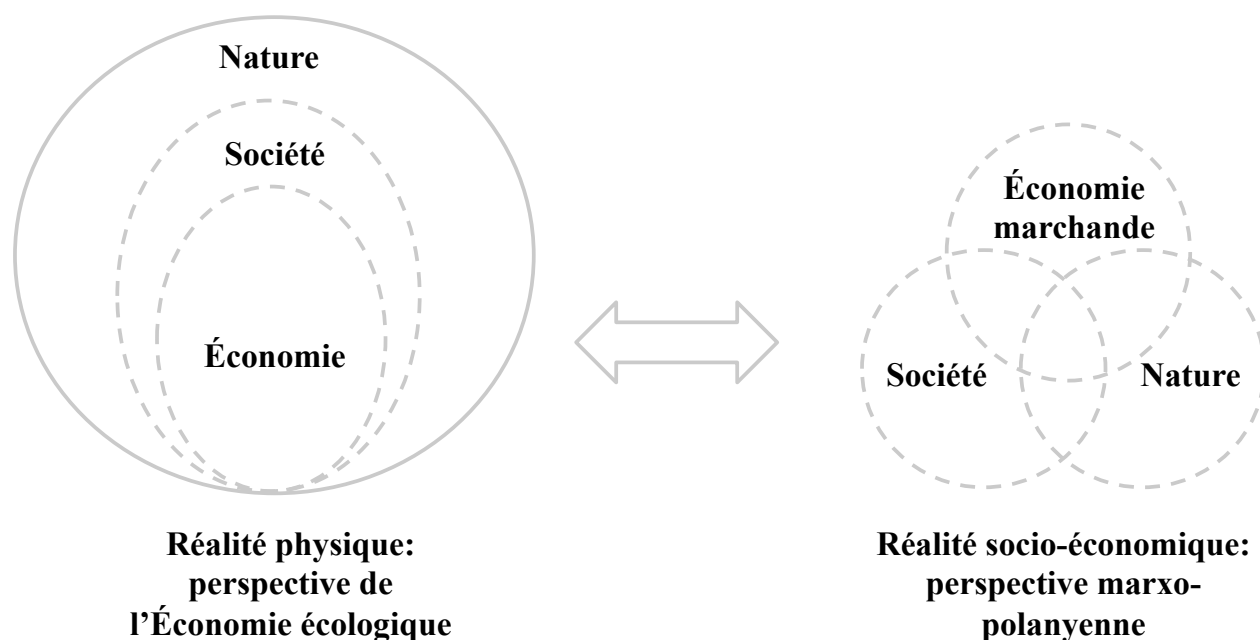 Nature
Société
Économie
Réalité physique:
perspective de
l’Économie écologique
Économie
marchande
Société
Nature
Réalité socio-économique:
perspective marxo-
polanyenne